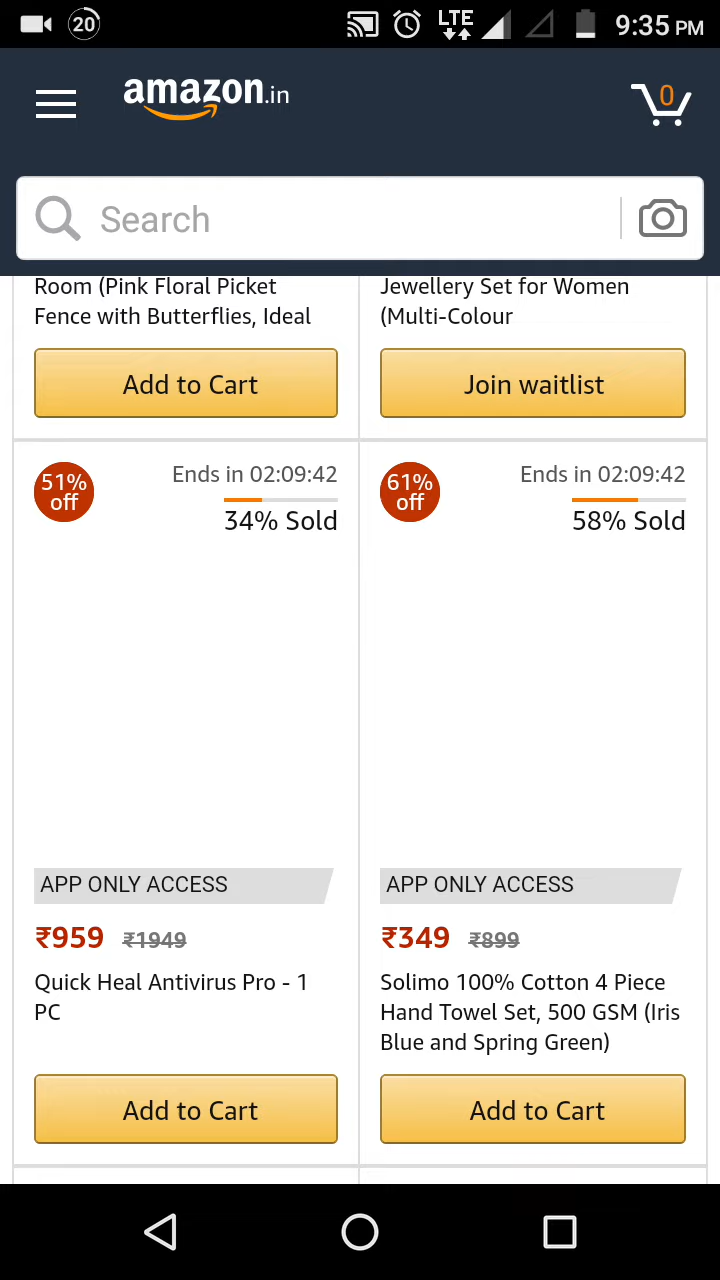 20
LTE
9:35 PM
amazon.in
0
Search
Room (Pink Floral Picket
Fence with Butterflies, Ideal
Add to Cart
Jewellery Set for Women
(Multi-Colour
Join waitlist
51%
off
Ends in 02:09:42
34% Sold
APP ONLY ACCESS
₹959 ₹1949
Quick Heal Antivirus Pro - 1
PC
Add to Cart
61%
off
Ends in 02:09:42
58% Sold
APP ONLY ACCESS
₹349 ₹899
Solimo 100% Cotton 4 Piece
Hand Towel Set, 500 GSM (Iris
Blue and Spring Green)
Add to Cart